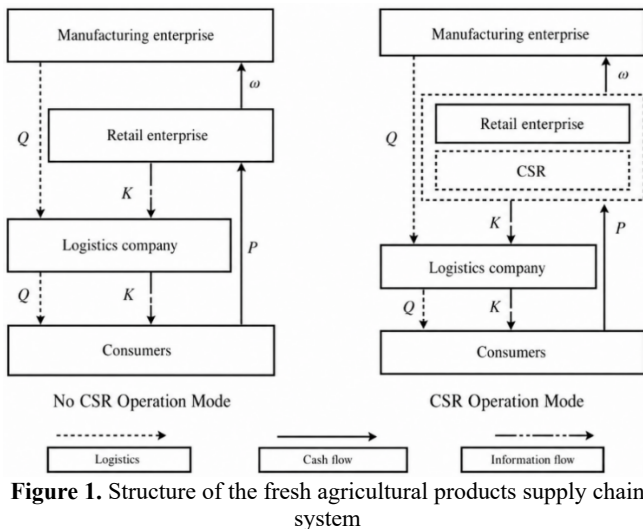 Manufacturing enterprise
ω
Q
Retail enterprise
K
P
Logistics company
Q
K
Consumers
No CSR Operation Mode
Manufacturing enterprise
ω
Q
Retail enterprise
CSR
K
P
Logistics company
Q
K
Consumers
CSR Operation Mode
Logistics
Cash flow
Information flow
Figure 1. Structure of the fresh agricultural products supply chain
system